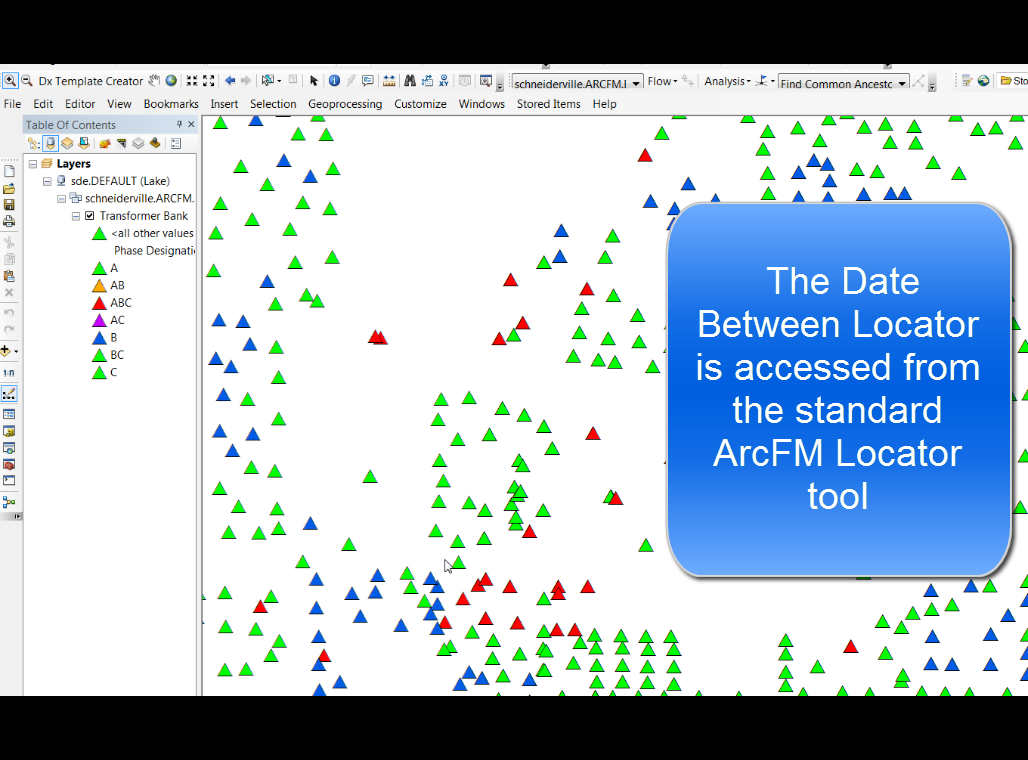 Dx Template Creator
schneiderville.ARCFM.
Flow
Analysis
Find Common Ancestc
Sto
File Edit Editor View Bookmarks Insert Selection Geoprocessing Customize Windows Stored Items Help
Table Of Contents
Layers
sde.DEFAULT (Lake)
schneiderville.ARCFM.
Transformer Bank
<all other values
Phase Designati
A
AB
ABC
AC
B
BC
C
1:n
The Date
Between Locator
is accessed from
the standard
ArcFM Locator
tool